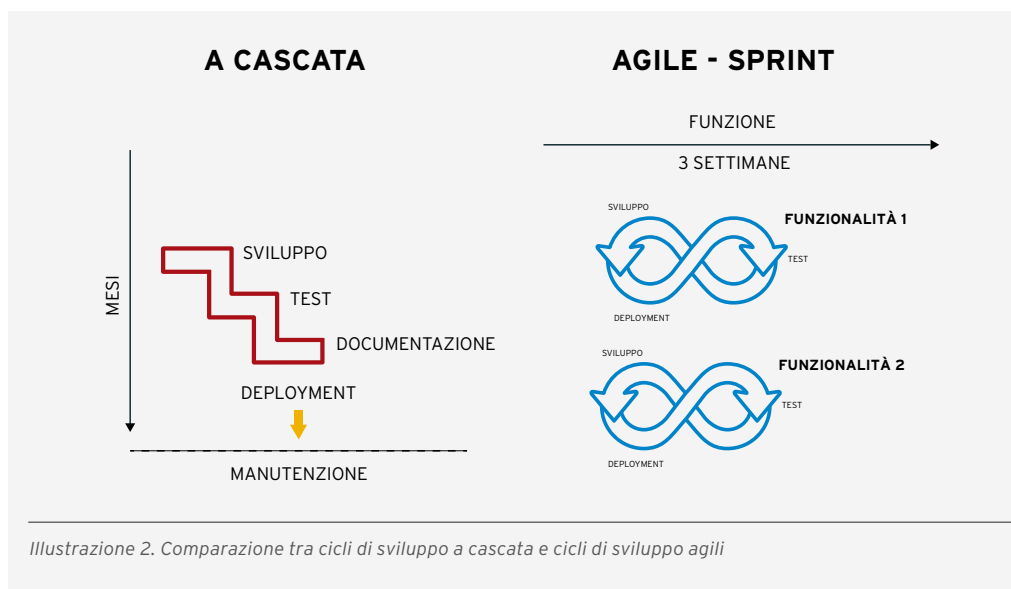 A CASCATA
MESI
SVILUPPO
TEST
DOCUMENTAZIONE
DEPLOYMENT
MANUTENZIONE
AGILE - SPRINT
FUNZIONE
3 SETTIMANE
SVILUPPO
FUNZIONALITÀ 1
TEST
DEPLOYMENT
SVILUPPO
FUNZIONALITÀ 2
TEST
DEPLOYMENT
Illustrazione 2. Comparazione tra cicli di sviluppo a cascata e cicli di sviluppo agili